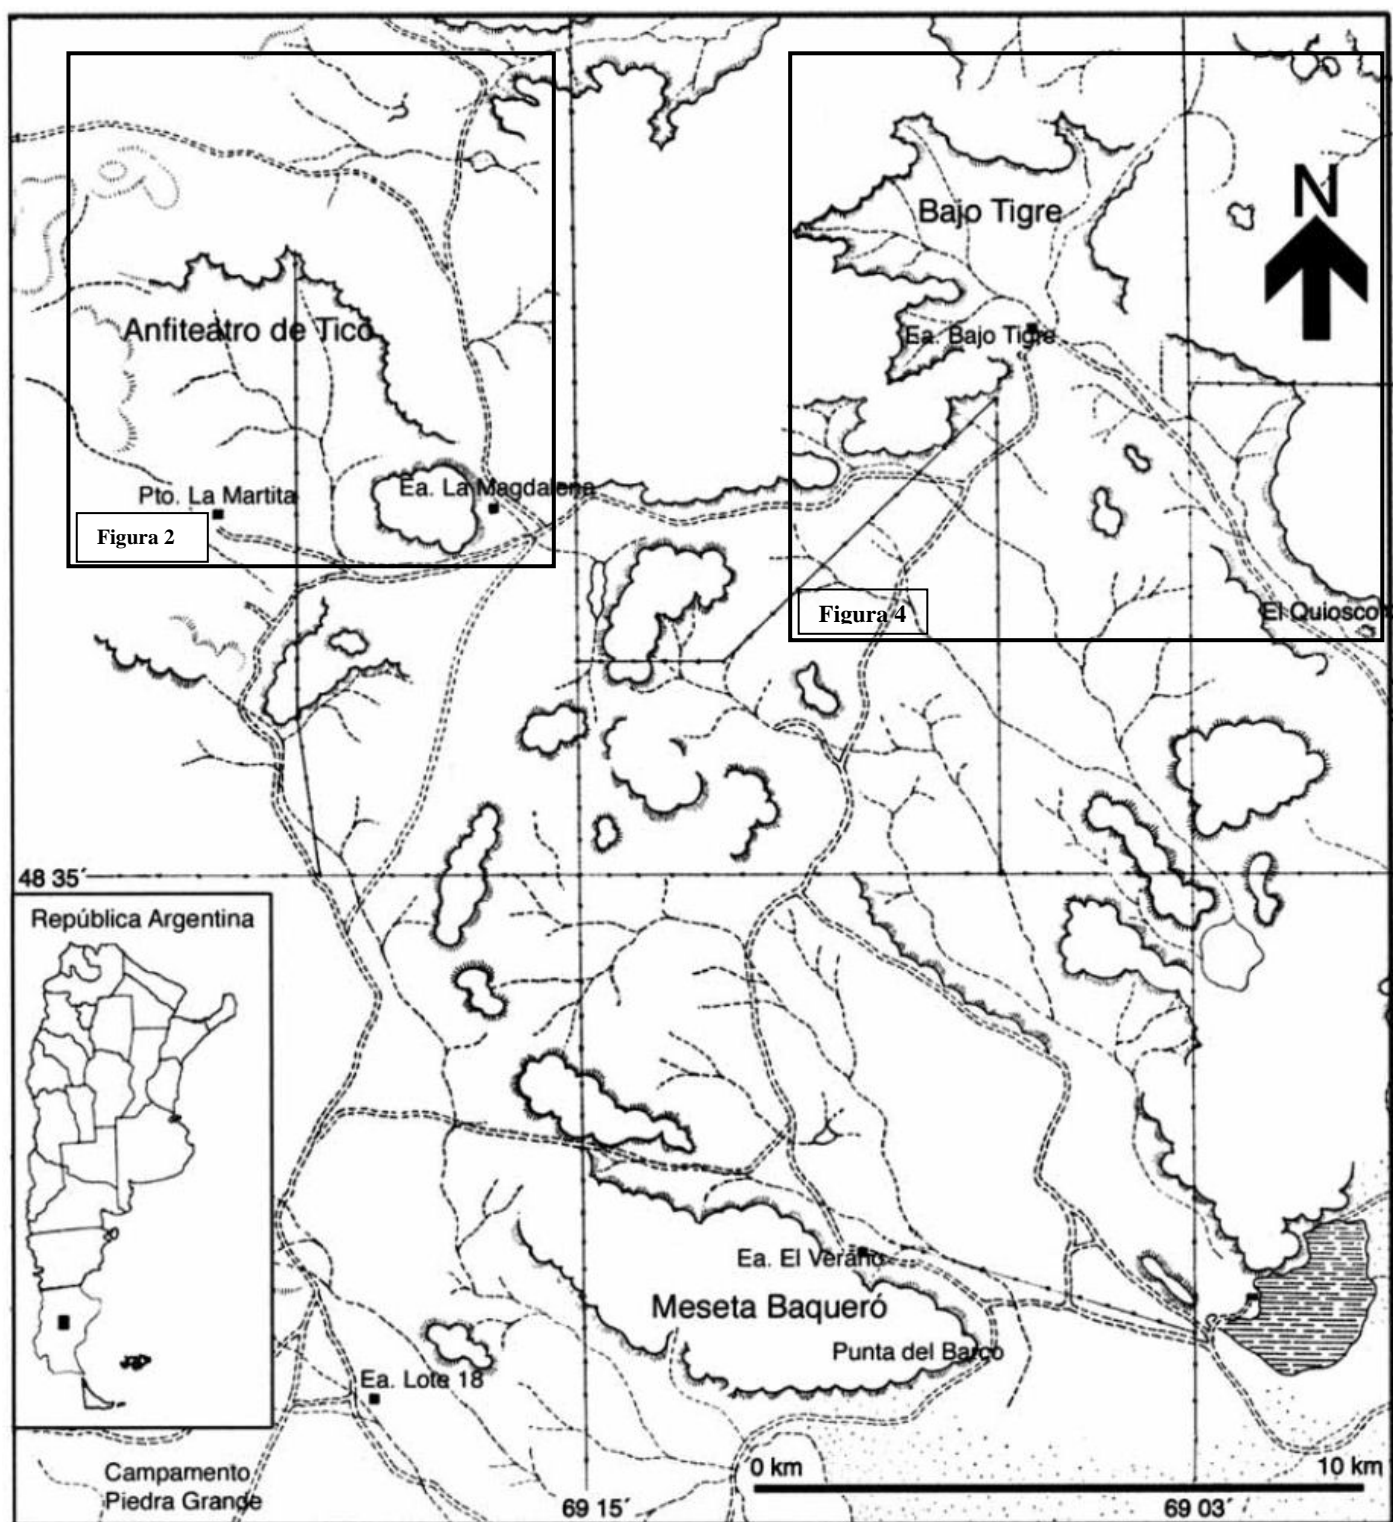 N
Bajo Tigre
Anfiteatro de Ticó
Ea. Bajo Tigre
Pto. La Martita
Ea. La Magdalena
Figura 2
Figura 4
El Quiosco
48 35´
República Argentina
Ea. El Verano
Meseta Baqueró
Punta del Barco
Ea. Lote 18
Campamento
Piedra Grande
0 km
10 km
69 15´
69 03´